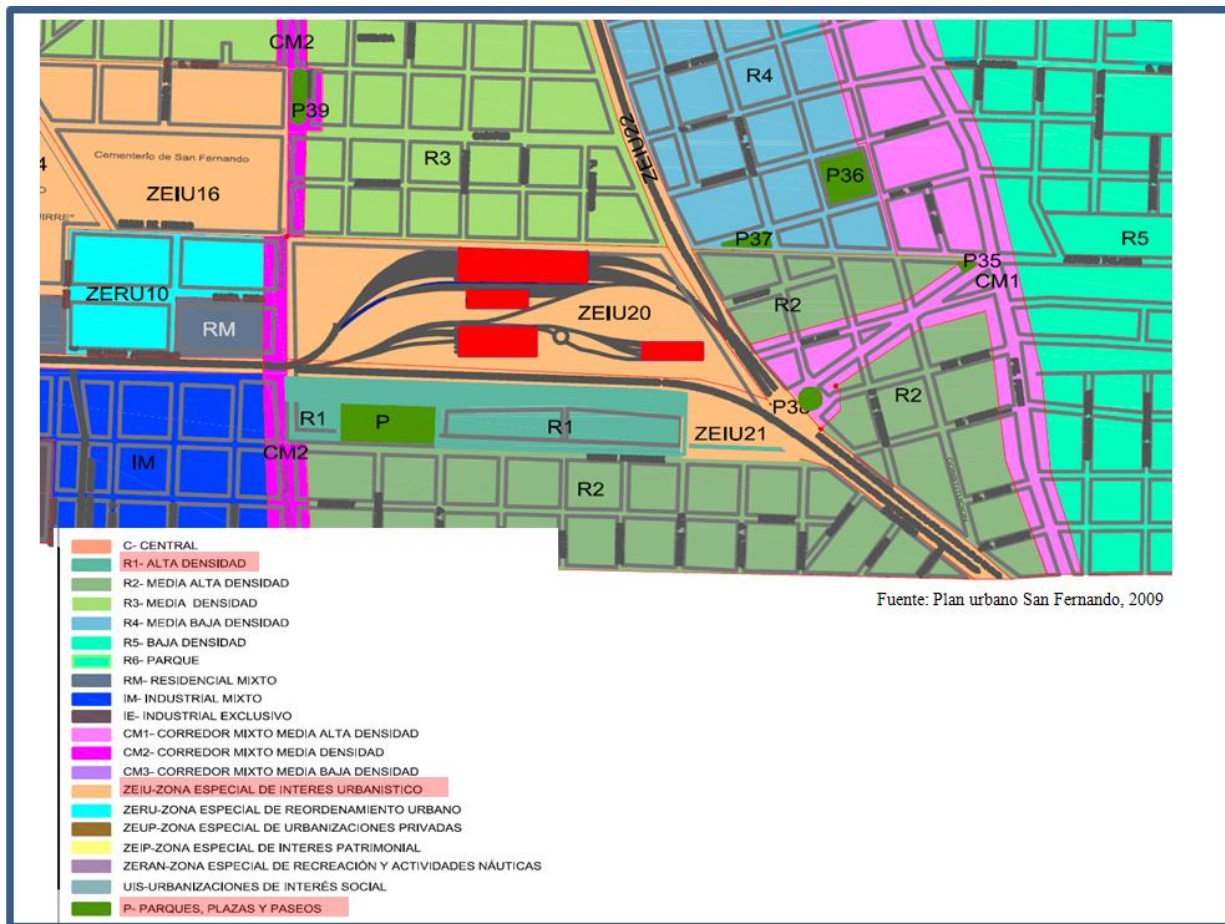 CM2
R4
P39
ZEIU22
Cementerio de San Fernando
R3
P36
4
ZEIU16
UIRRE"
P37
R5
P35
CM1
ZERU10
ZEIU20
R2
RM
P38
R1
P
R1
R2
ZEIU21
CM2
IM
R2
C- CENTRAL
R1- ALTA DENSIDAD
R2- MEDIA ALTA DENSIDAD
R3- MEDIA DENSIDAD
R4- MEDIA BAJA DENSIDAD
R5- BAJA DENSIDAD
R6- PARQUE
RM- RESIDENCIAL MIXTO
IM- INDUSTRIAL MIXTO
IE- INDUSTRIAL EXCLUSIVO
CM1- CORREDOR MIXTO MEDIA ALTA DENSIDAD
CM2- CORREDOR MIXTO MEDIA DENSIDAD
CM3- CORREDOR MIXTO MEDIA BAJA DENSIDAD
ZEIU-ZONA ESPECIAL DE INTERES URBANISTICO
ZERU-ZONA ESPECIAL DE REORDENAMIENTO URBANO
ZEUP-ZONA ESPECIAL DE URBANIZACIONES PRIVADAS
ZEIP-ZONA ESPECIAL DE INTERES PATRIMONIAL
ZERAN-ZONA ESPECIAL DE RECREACIÓN Y ACTIVIDADES NÁUTICAS
UIS-URBANIZACIONES DE INTERÉS SOCIAL
P- PARQUES, PLAZAS Y PASEOS
Fuente: Plan urbano San Fernando, 2009